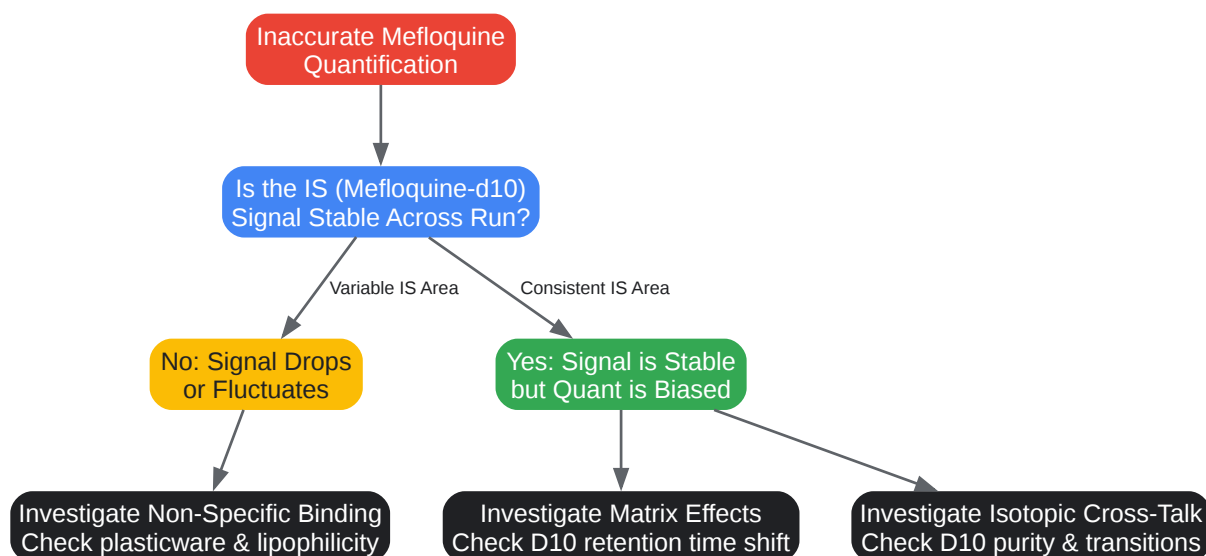 Inaccurate Mefloquine
Quantification
Is the IS (Mefloquine-d10)
Signal Stable Across Run?
Variable IS Area
Consistent IS Area
No: Signal Drops
or Fluctuates
Yes: Signal is Stable
but Quant is Biased
Investigate Non-Specific Binding
Check plasticware & lipophilicity
Investigate Matrix Effects
Check D10 retention time shift
Investigate Isotopic Cross-Talk
Check D10 purity & transitions